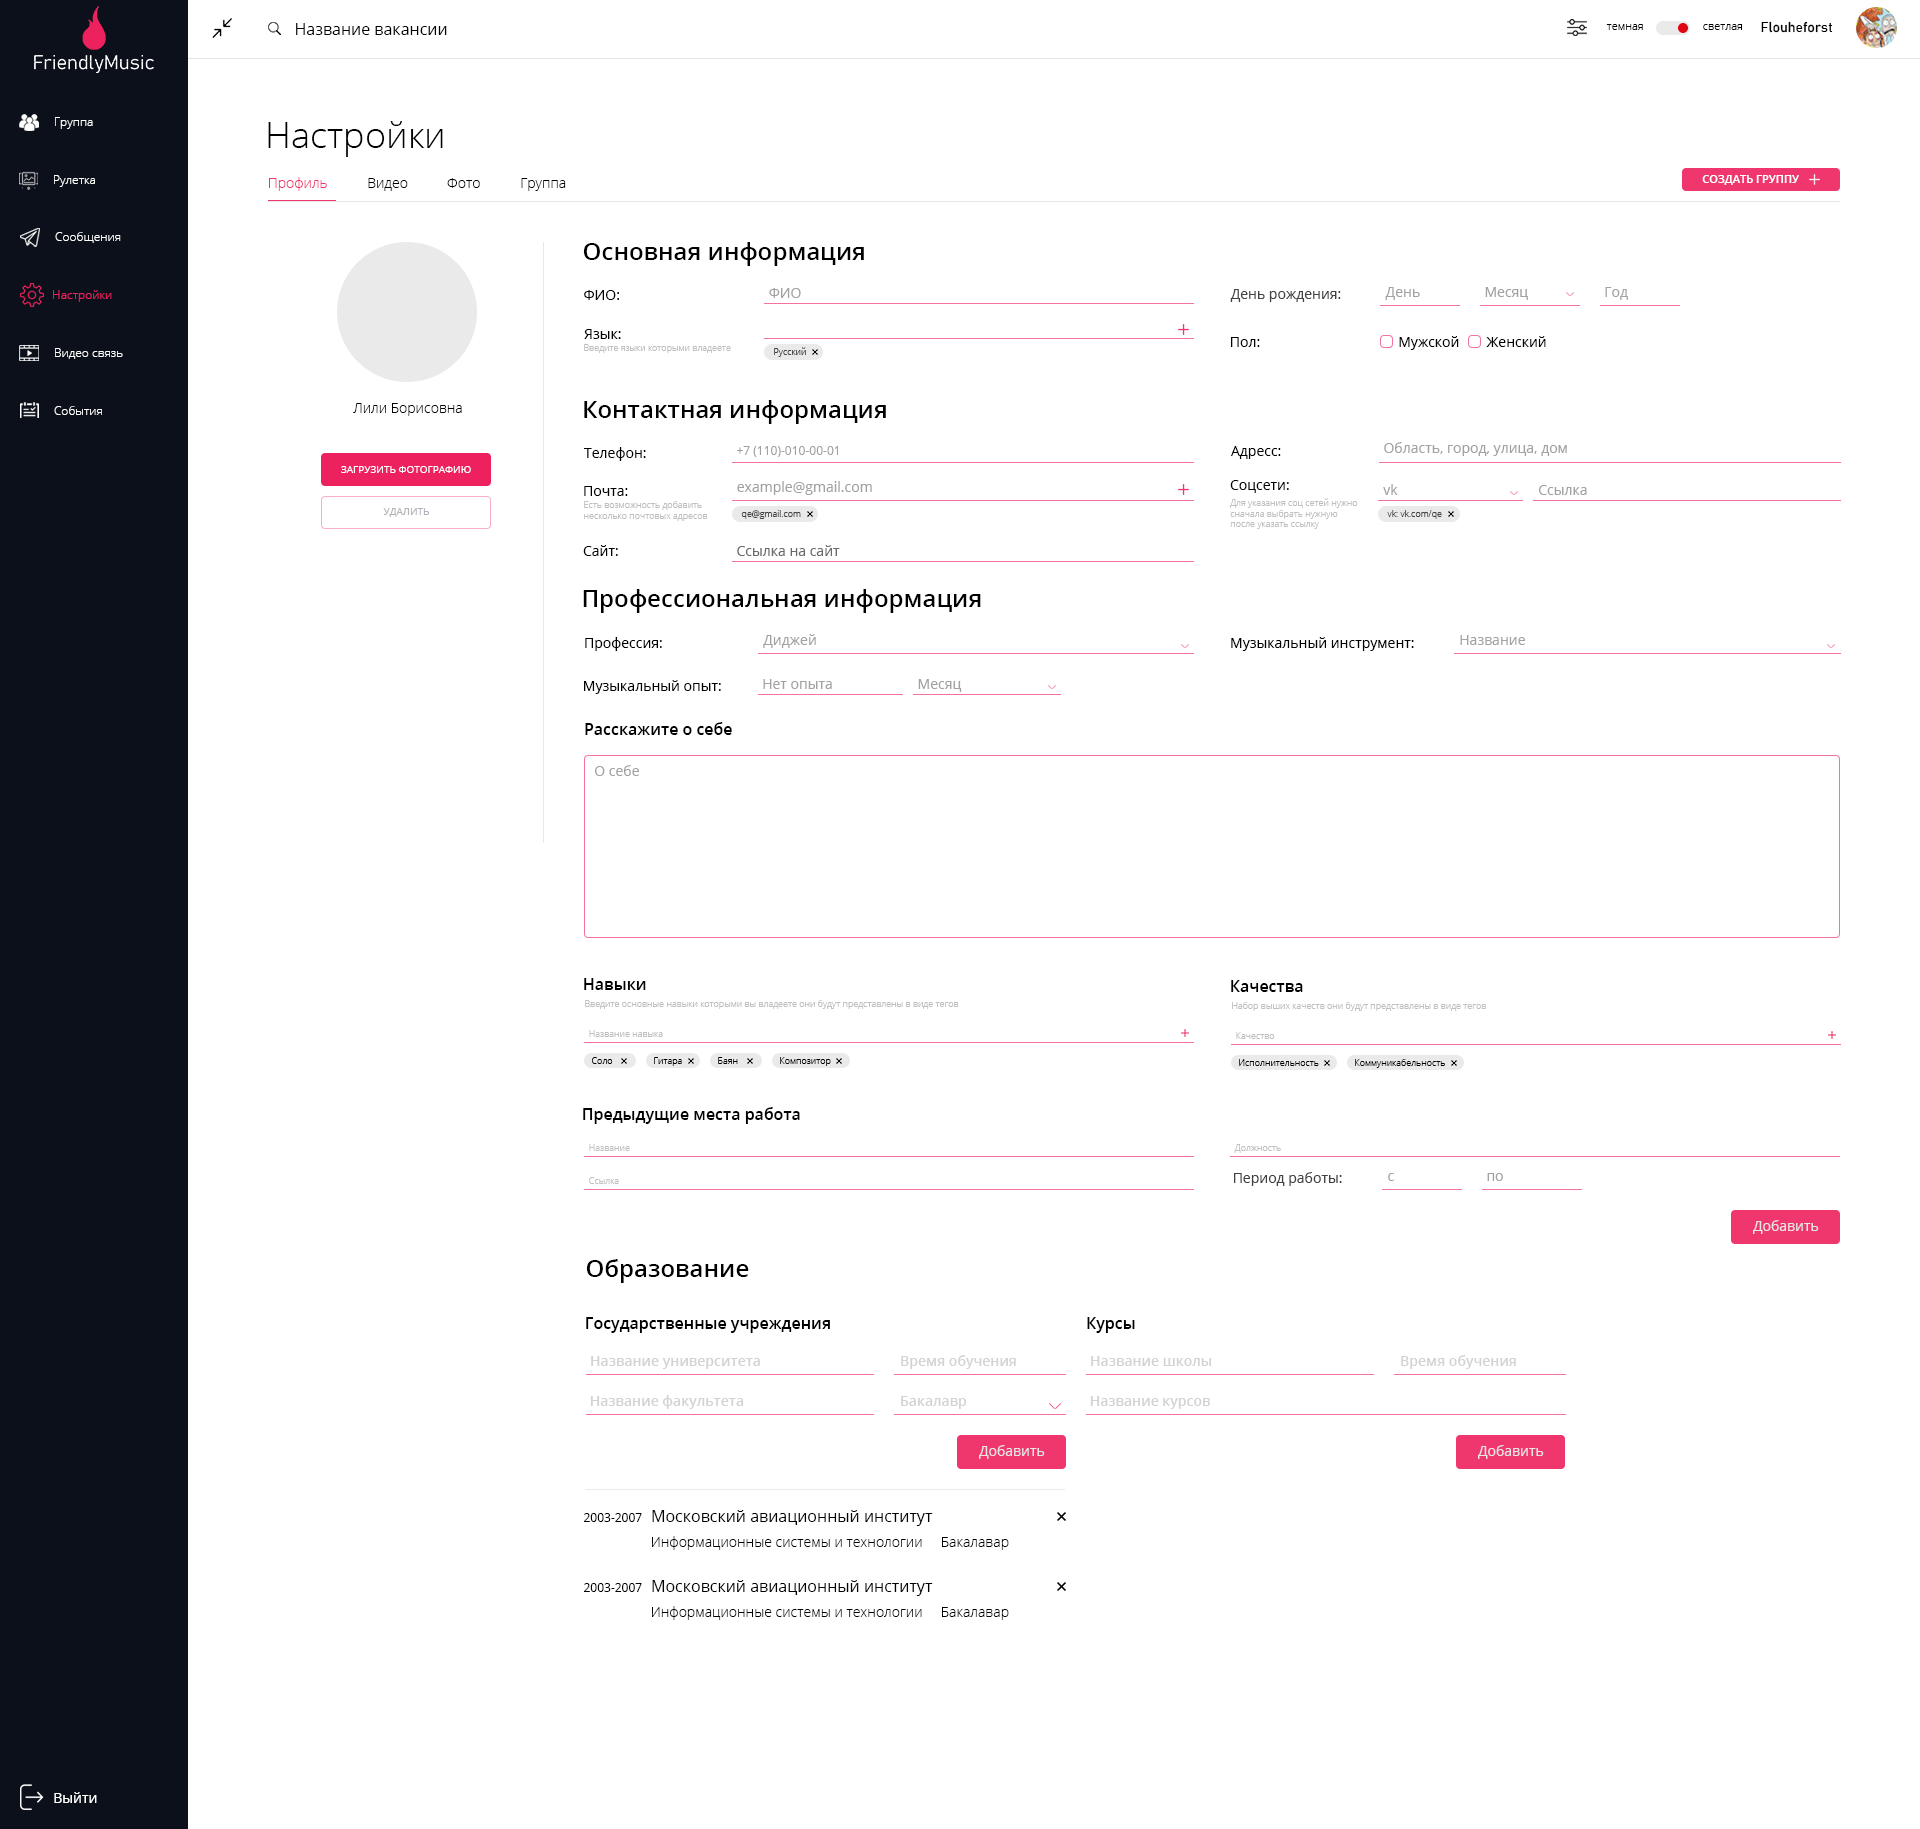 FriendlyMusic
Группа
Рулетка
Сообщения
Настройки
Видео связь
События
Выйти
Название вакансии
темная
светлая
Flouheforst
Настройки
Профиль
Видео
Фото
Группа
СОЗДАТЬ ГРУППУ
Лили Борисовна
ЗАГРУЗИТЬ ФОТОГРАФИЮ
УДАЛИТЬ
Основная информация
ФИО:
ФИО
День рождения:
День
Месяц
Год
Язык:
Введите языки которыми владеете
Русский
Пол:
Мужской
Женский
Контактная информация
Телефон:
+7 (110)-010-00-01
Адресс:
Область, город, улица, дом
Почта:
Есть возможность добавить
несколько почтовых адресов
example@gmail.com
qe@gmail.com
Соцсети:
Для указания соц сетей нужно
сначала выбрать нужную
после указать ссылку
vk
Ссылка
vk: vk.com/qe
Сайт:
Ссылка на сайт
Профессиональная информация
Профессия:
Диджей
Музыкальный инструмент:
Название
Музыкальный опыт:
Нет опыта
Месяц
Расскажите о себе
О себе
Навыки
Введите основные навыки которыми вы владеете они будут представлены в виде тегов
Название навыка
Соло
Гитара
Баян
Композитор
Качества
Набор выших качеств они будут представлены в виде тегов
Качество
Исполнительность
Коммуникабельность
Предыдущие места работа
Название
Должность
Ссылка
Период работы:
с
по
Добавить
Образование
Государственные учреждения
Название университета
Время обучения
Название факультета
Бакалавр
Добавить
Курсы
Название школы
Время обучения
Название курсов
Добавить
2003-2007 Московский авиационный институт
Информационные системы и технологии Бакалавар
2003-2007 Московский авиационный институт
Информационные системы и технологии Бакалавар